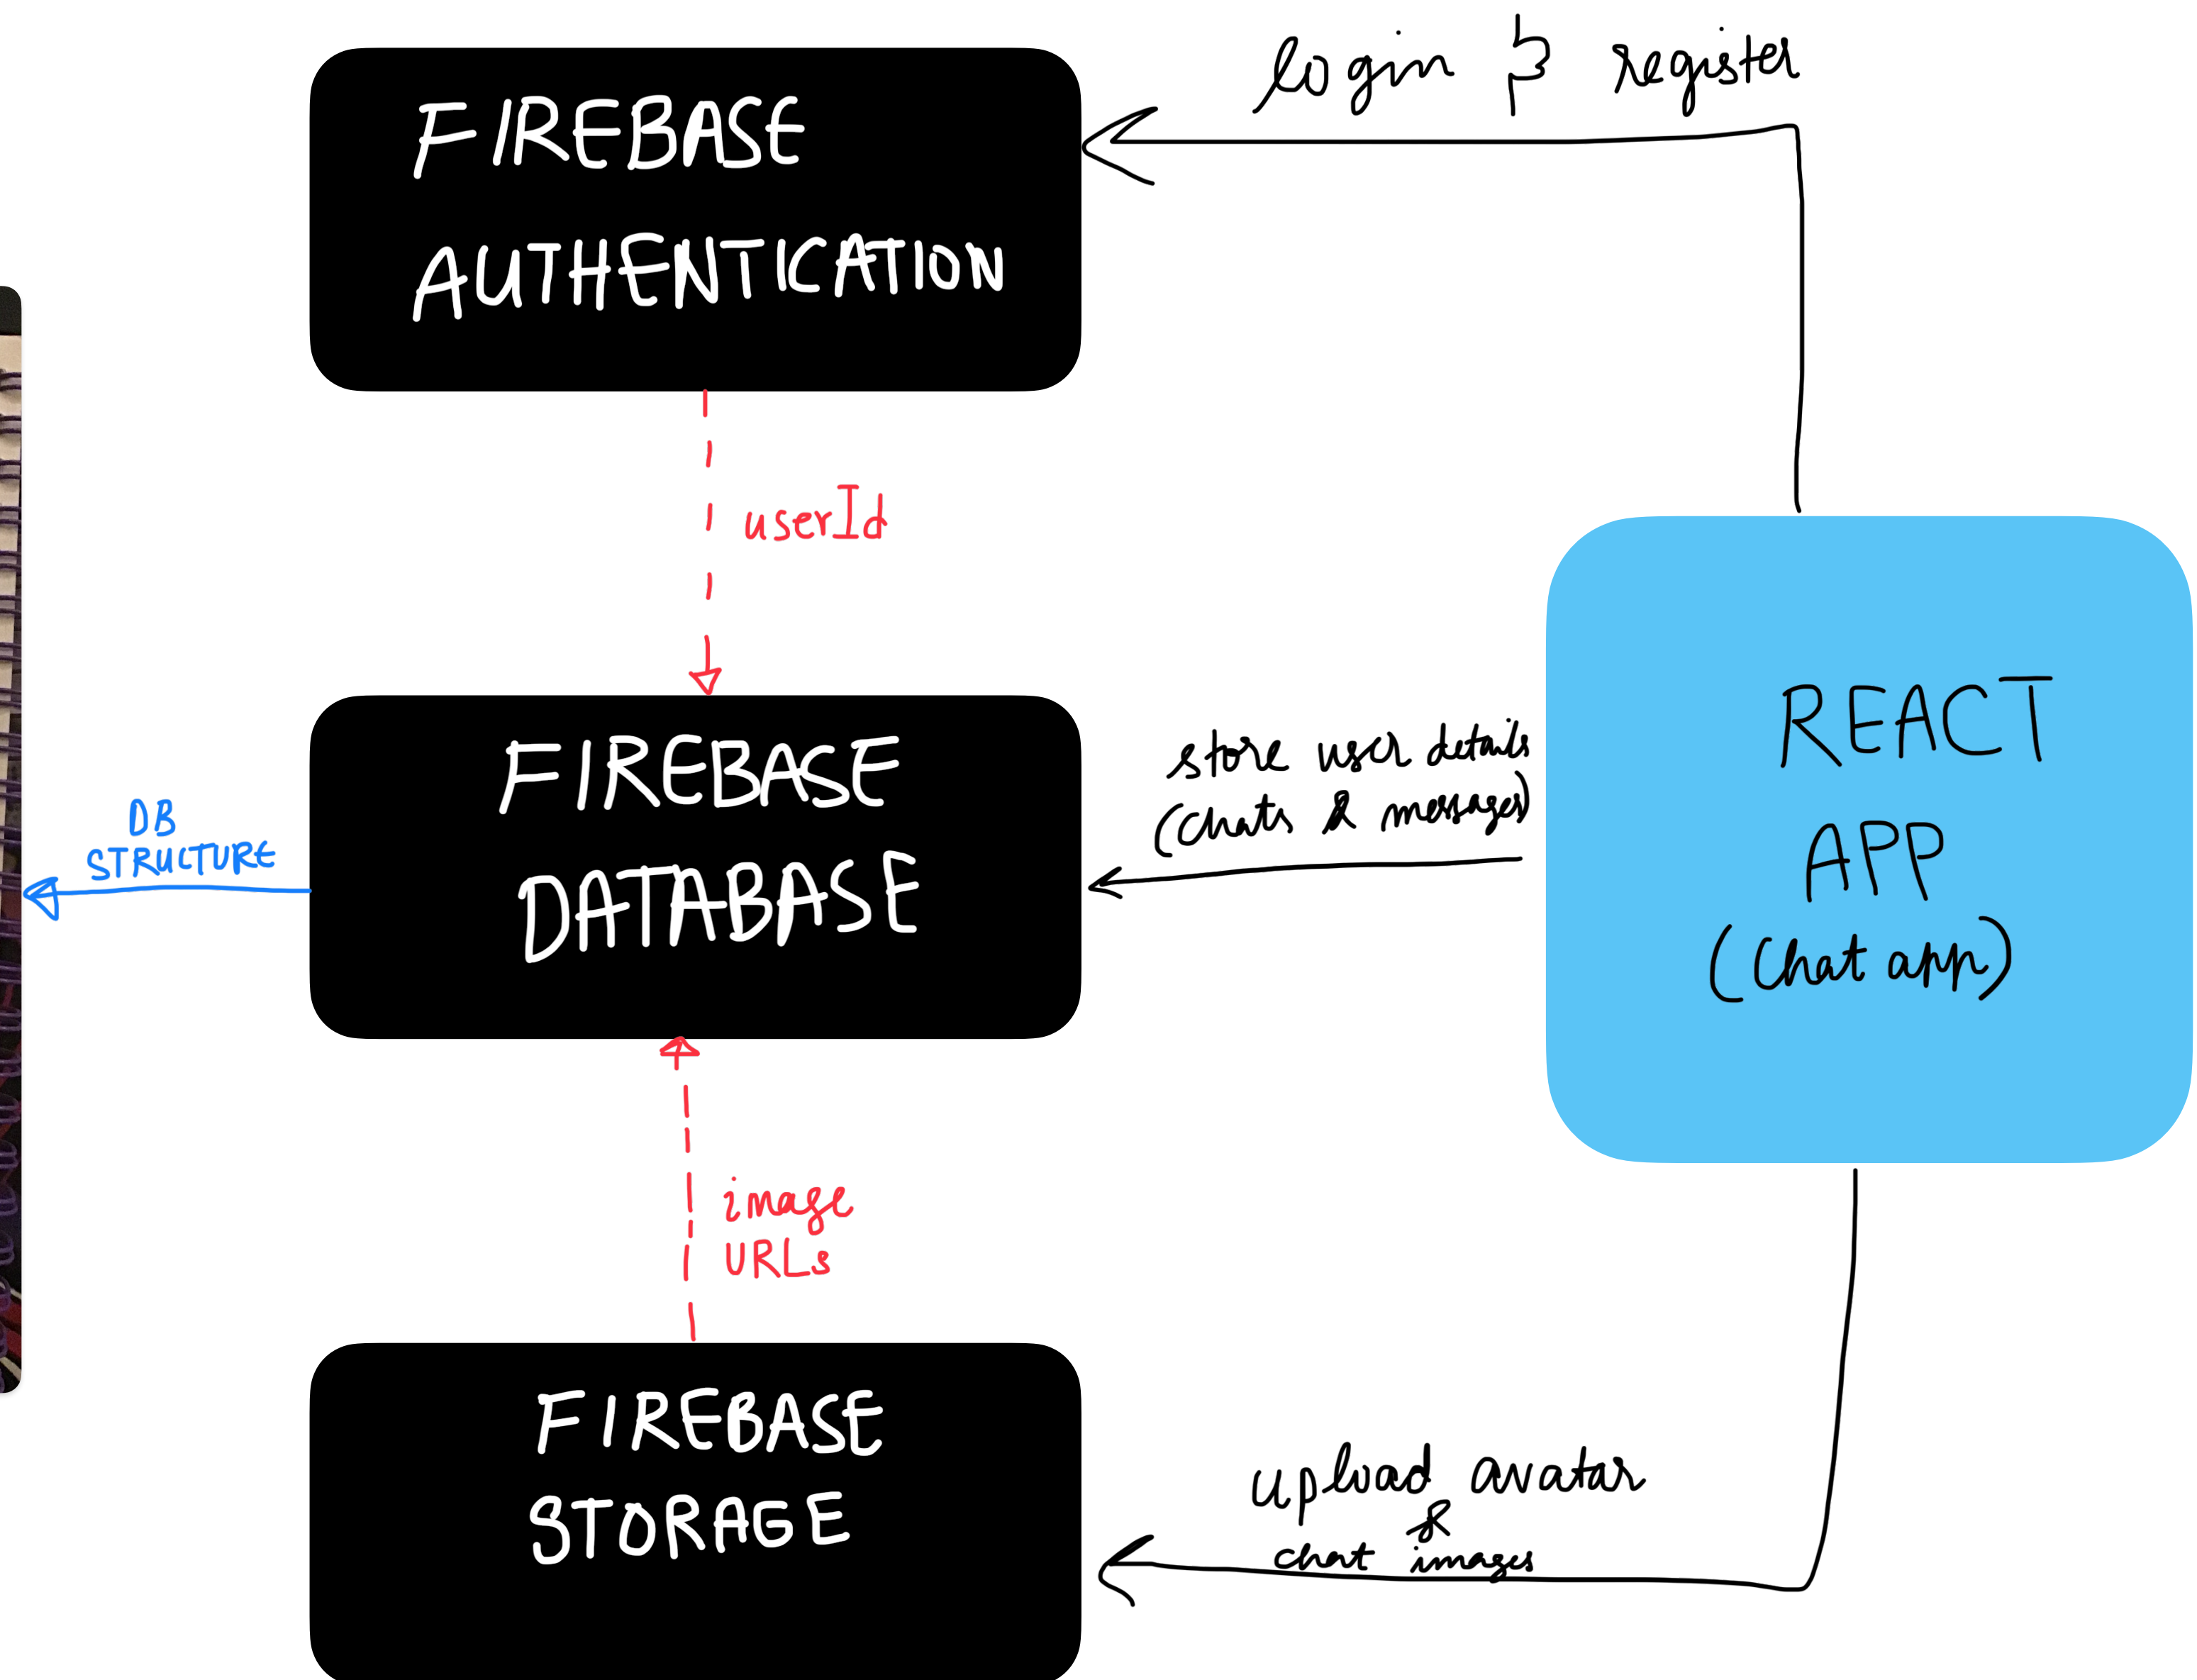 login & register
FIREBASE
AUTHENTICATION
userId
FIREBASE
DATABASE
store user details
(chats & messages)
DB
STRUCTURE
REACT
APP
(Chat app)
image
URLs
FIREBASE
STORAGE
upload avatar
&
chat images